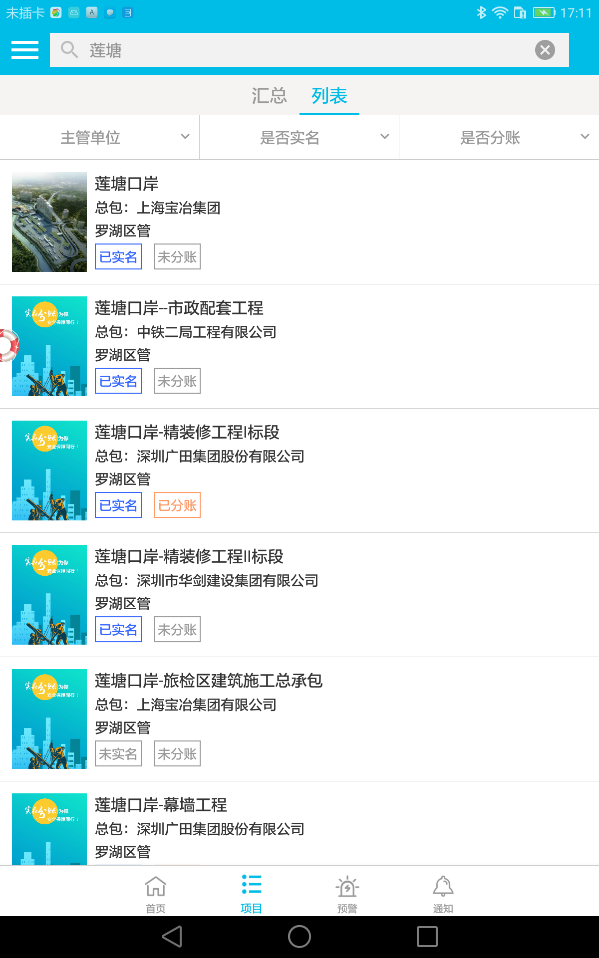 未插卡
17:11
莲塘
汇总 列表
主管单位 是否实名 是否分账
莲塘口岸
总包：上海宝冶集团
罗湖区管
已实名 未分账
莲塘口岸--市政配套工程
总包：中铁二局工程有限公司
罗湖区管
已实名 未分账
莲塘口岸-精装修工程I标段
总包：深圳广田集团股份有限公司
罗湖区管
已实名 已分账
莲塘口岸-精装修工程II标段
总包：深圳市华剑建设集团有限公司
罗湖区管
已实名 未分账
莲塘口岸-旅检区建筑施工总承包
总包：上海宝冶集团有限公司
罗湖区管
未实名 未分账
莲塘口岸-幕墙工程
总包：深圳广田集团股份有限公司
罗湖区管
首页 项目 预警 通知